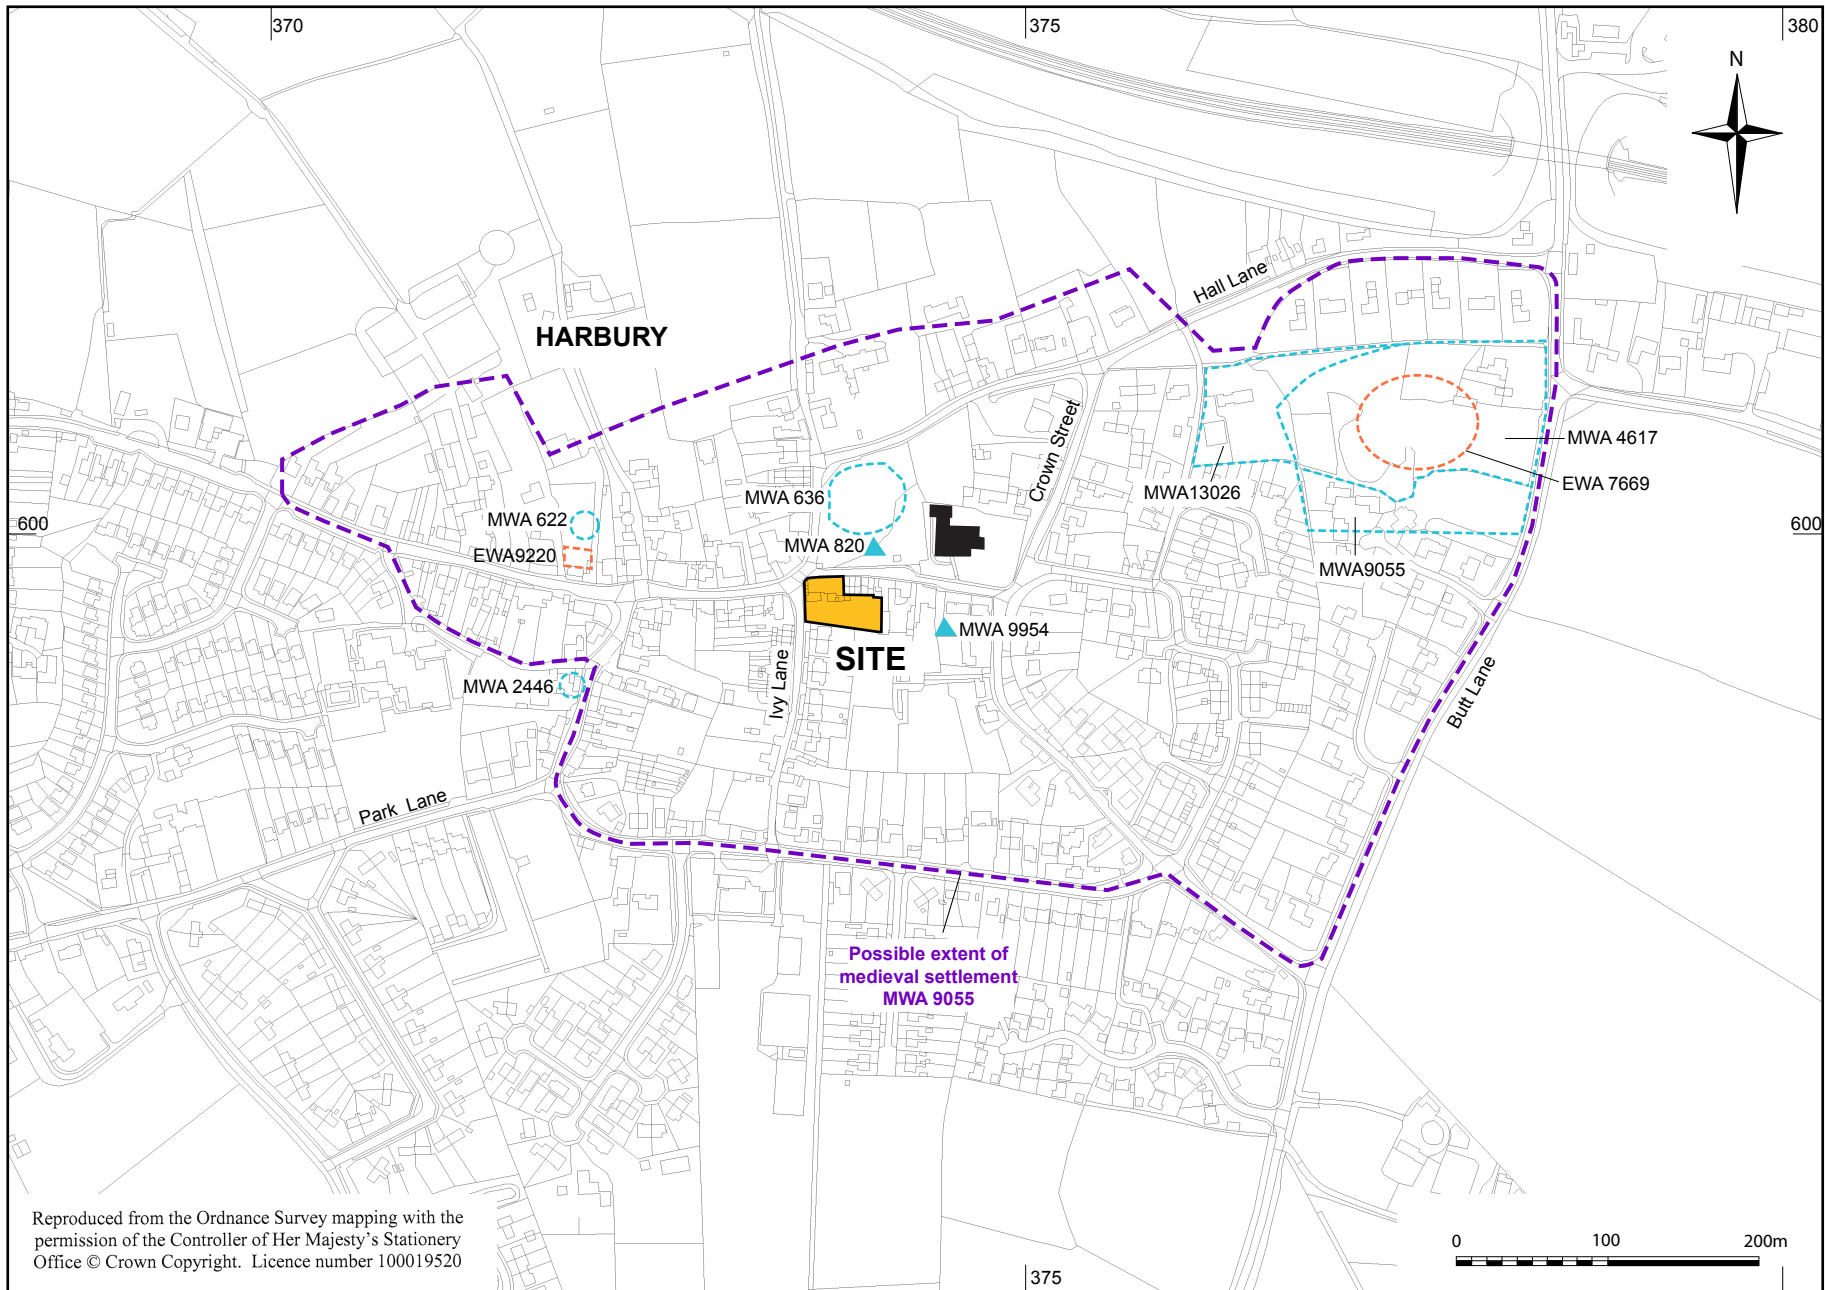 370
375
380
N
Hall Lane
HARBURY
Crown Street
MWA 4617
EWA 7669
MWA13026
MWA 636
MWA 622
600
600
EWA9220
MWA 820
MWA9055
MWA 9954
SITE
MWA 2446
Ivy Lane
Butt Lane
Park Lane
Possible extent of
medieval settlement
MWA 9055
Reproduced from the Ordnance Survey mapping with the
permission of the Controller of Her Majesty's Stationery
Office © Crown Copyright. Licence number 100019520
0 100 200m
375